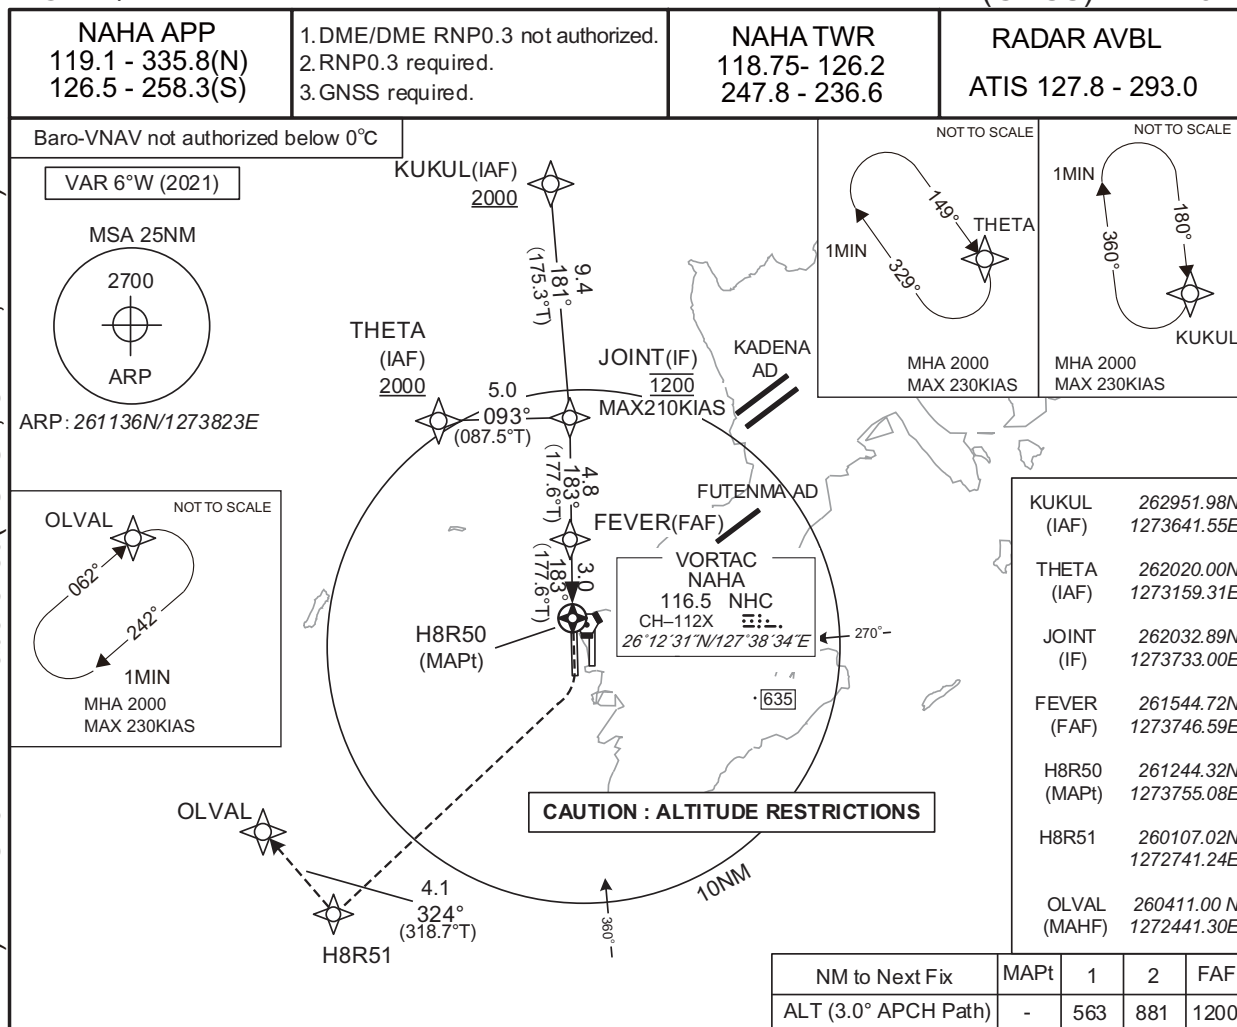 NAHA APP
119.1 - 335.8(N)
126.5 - 258.3(S)
1.DME/DME RNP0.3 not authorized.
2.RNP0.3 required.
3.GNSS required.
NAHA TWR
118.75- 126.2
247.8 - 236.6
RADAR AVBL
ATIS 127.8 - 293.0
Baro-VNAV not authorized below 0°C
VAR 6°W (2021)
MSA 25NM
2700
ARP
ARP: 261136N/1273823E
KUKUL(IAF)
2000
9.4
181°
(175.3°T)
THETA
(IAF)
2000
5.0
093°
(087.5°T)
JOINT(IF)
1200
MAX210KIAS
KADENA
AD
4.8
183°
(177.6°T)
FUTENMA AD
FEVER(FAF)
3.0
183°
(177.6°T)
VORTAC
NAHA
116.5 NHC
CH–112X
26°12´31˝N/127°38´34˝E
270°
H8R50
(MAPt)
635
NOT TO SCALE
149°
THETA
1MIN
329°
MHA 2000
MAX 230KIAS
NOT TO SCALE
1MIN
180°
360°
KUKUL
MHA 2000
MAX 230KIAS
NOT TO SCALE
OLVAL
062°
242°
1MIN
MHA 2000
MAX 230KIAS
OLVAL
4.1
324°
(318.7°T)
H8R51
CAUTION : ALTITUDE RESTRICTIONS
10NM
360°
KUKUL 262951.98N
(IAF) 1273641.55E
THETA 262020.00N
(IAF) 1273159.31E
JOINT 262032.89N
(IF) 1273733.00E
FEVER 261544.72N
(FAF) 1273746.59E
H8R50 261244.32N
(MAPt) 1273755.08E
H8R51 260107.02N
1272741.24E
OLVAL 260411.00 N
(MAHF) 1272441.30E
NM to Next Fix MAPt 1 2 FAF
ALT (3.0° APCH Path) - 563 881 1200